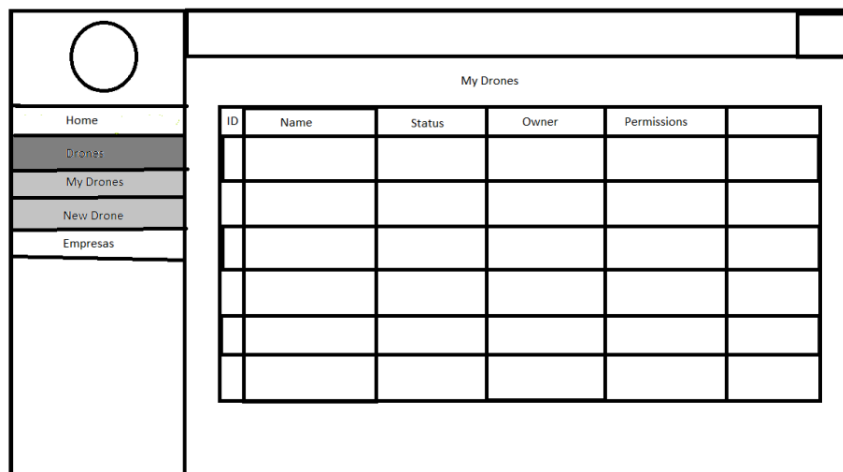 My Drones
Home
Drones
My Drones
New Drone
Empresas
ID Name Status Owner Permissions